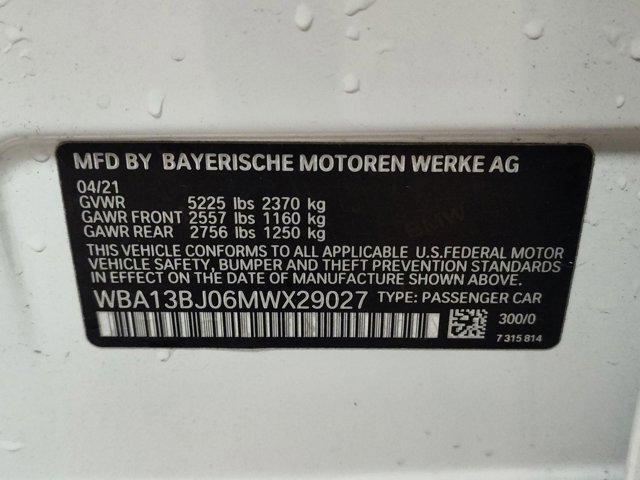 MFD BY BAYERISCHE MOTOREN WERKE AG
04/21
GVWR 5225 lbs 2370 kg
GAWR FRONT 2557 lbs 1160 kg
GAWR REAR 2756 lbs 1250 kg
THIS VEHICLE CONFORMS TO ALL APPLICABLE U.S.FEDERAL MOTOR
VEHICLE SAFETY, BUMPER AND THEFT PREVENTION STANDARDS
IN EFFECT ON THE DATE OF MANUFACTURE SHOWN ABOVE.
WBA13BJ06MWX29027 TYPE: PASSENGER CAR
300/0
7 315 814
BMW